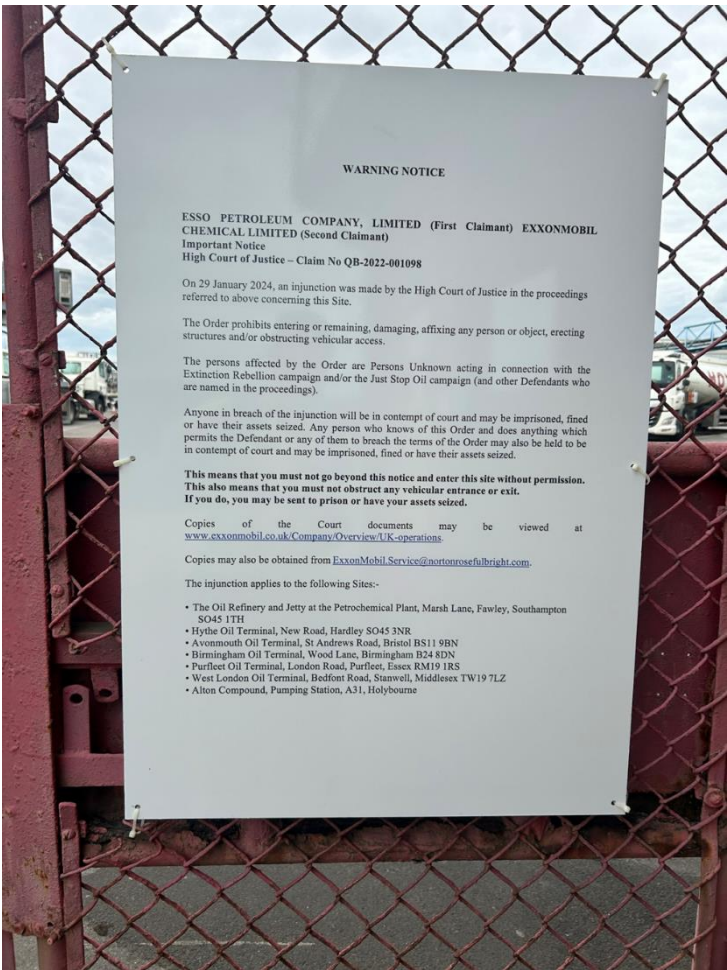 WARNING NOTICE
ESSO PETROLEUM COMPANY, LIMITED (First Claimant) EXXONMOBIL
CHEMICAL LIMITED (Second Claimant)
Important Notice
High Court of Justice – Claim No QB-2022-001098
On 29 January 2024, an injunction was made by the High Court of Justice in the proceedings
referred to above concerning this Site.
The Order prohibits entering or remaining, damaging, affixing any person or object, erecting
structures and/or obstructing vehicular access.
The persons affected by the Order are Persons Unknown acting in connection with the
Extinction Rebellion campaign and/or the Just Stop Oil campaign (and other Defendants who
are named in the proceedings).
Anyone in breach of the injunction will be in contempt of court and may be imprisoned, fined
or have their assets seized. Any person who knows of this Order and does anything which
permits the Defendant or any of them to breach the terms of the Order may also be held to be
in contempt of court and may be imprisoned, fined or have their assets seized.
This means that you must not go beyond this notice and enter this site without permission.
This also means that you must not obstruct any vehicular entrance or exit.
If you do, you may be sent to prison or have your assets seized.
Copies of the Court documents may be viewed at
www.exxonmobil.co.uk/Company/Overview/UK-operations.
Copies may also be obtained from ExxonMobil.Service@nortonrosefulbright.com.
The injunction applies to the following Sites:-
• The Oil Refinery and Jetty at the Petrochemical Plant, Marsh Lane, Fawley, Southampton
SO45 1TH
• Hythe Oil Terminal, New Road, Hardley SO45 3NR
• Avonmouth Oil Terminal, St Andrews Road, Bristol BS11 9BN
• Birmingham Oil Terminal, Wood Lane, Birmingham B24 8DN
• Purfleet Oil Terminal, London Road, Purfleet, Essex RM19 1RS
• West London Oil Terminal, Bedfont Road, Stanwell, Middlesex TW19 7LZ
• Alton Compound, Pumping Station, A31, Holybourne